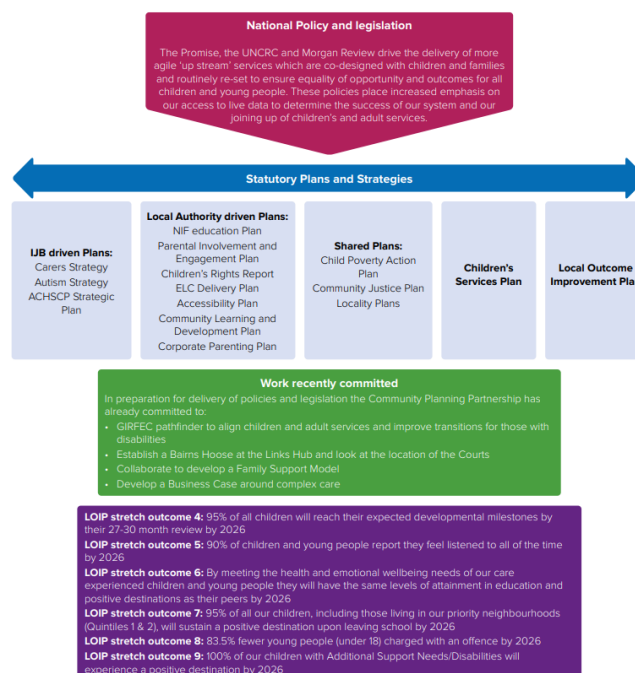 National Policy and legislation
The Promise, the UNCRC and Morgan Review drive the delivery of more
agile 'up stream' services which are co-designed with children and families
and routinely re-set to ensure equality of opportunity and outcomes for all
children and young people. These policies place increased emphasis on
our access to live data to determine the success of our system and our
joining up of children's and adult services.
Statutory Plans and Strategies
IJB driven Plans:
Carers Strategy
Autism Strategy
ACHSCP Strategic
Plan
Local Authority driven Plans:
NIF education Plan
Parental Involvement and
Engagement Plan
Children's Rights Report
ELC Delivery Plan
Accessibility Plan
Community Learning and
Development Plan
Corporate Parenting Plan
Shared Plans:
Child Poverty Action
Plan
Community Justice Plan
Locality Plans
Children's
Services Plan
Local Outcome
Improvement Pla
Work recently committed
In preparation for delivery of policies and legislation the Community Planning Partnership has
already committed to:
• GIRFEC pathfinder to align children and adult services and improve transitions for those with
disabilities
• Establish a Bairns Hoose at the Links Hub and look at the location of the Courts
• Collaborate to develop a Family Support Model
• Develop a Business Case around complex care
LOIP stretch outcome 4: 95% of all children will reach their expected developmental milestones by
their 27-30 month review by 2026
LOIP stretch outcome 5: 90% of children and young people report they feel listened to all of the time
by 2026
LOIP stretch outcome 6: By meeting the health and emotional wellbeing needs of our care
experienced children and young people they will have the same levels of attainment in education and
positive destinations as their peers by 2026
LOIP stretch outcome 7: 95% of all our children, including those living in our priority neighbourhoods
(Quintiles 1 & 2), will sustain a positive destination upon leaving school by 2026
LOIP stretch outcome 8: 83.5% fewer young people (under 18) charged with an offence by 2026
LOIP stretch outcome 9: 100% of our children with Additional Support Needs/Disabilities will
experience a positive destination by 2026